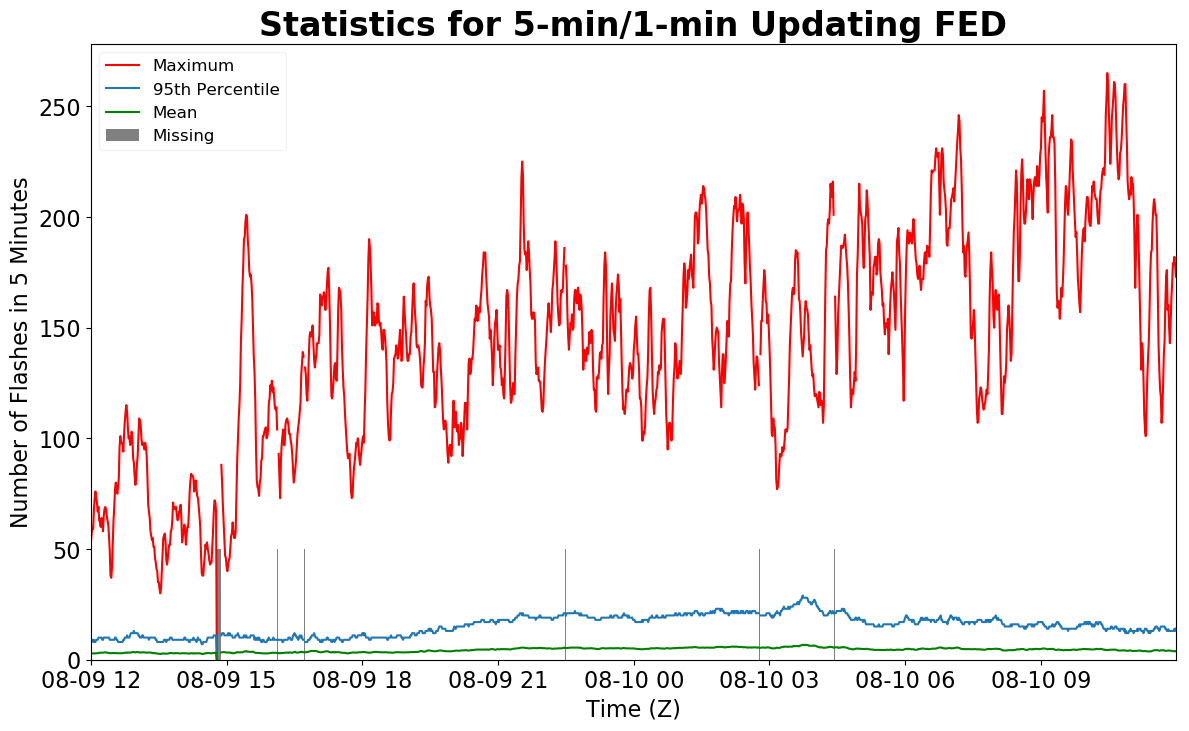 Statistics for 5-min/1-min Updating FED
Maximum
95th Percentile
Mean
Missing
Number of Flashes in 5 Minutes
250
200
150
100
50
0
08-09 12
08-09 15
08-09 18
08-09 21
08-10 00
08-10 03
08-10 06
08-10 09
Time (Z)